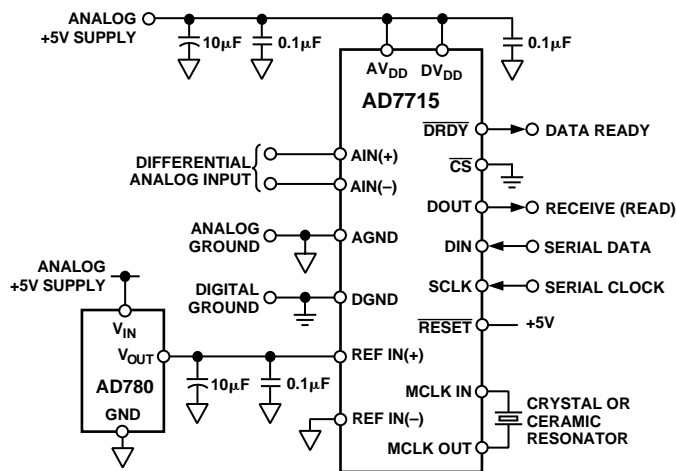 ANALOG
+5V SUPPLY
10µF
0.1µF
0.1µF
AVDD
DVDD
AD7715
DRDY
DATA READY
DIFFERENTIAL
ANALOG INPUT
AIN(+)
AIN(–)
CS
DOUT
RECEIVE (READ)
ANALOG
GROUND
AGND
DIN
SERIAL DATA
ANALOG
+5V SUPPLY
DIGITAL
GROUND
DGND
SCLK
SERIAL CLOCK
RESET
+5V
VIN
VOUT
AD780
GND
10µF
0.1µF
REF IN(+)
REF IN(–)
MCLK IN
MCLK OUT
CRYSTAL OR
CERAMIC
RESONATOR